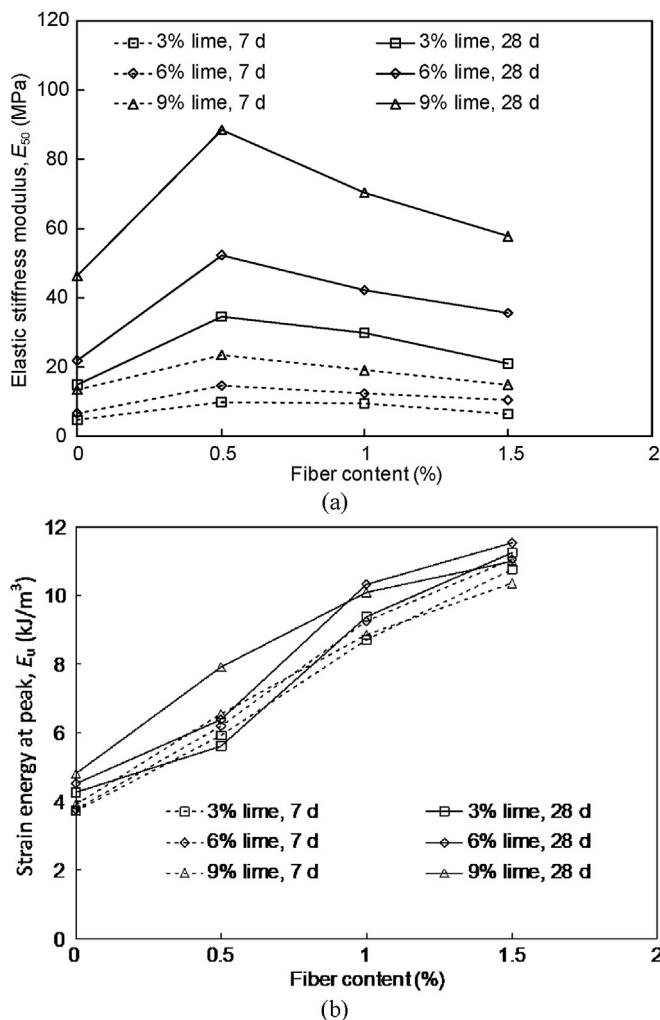 120
100
80
60
40
20
0
Elastic stiffness modulus, E50 (MPa)
3% lime, 7 d 3% lime, 28 d
6% lime, 7 d 6% lime, 28 d
9% lime, 7 d 9% lime, 28 d
0 0.5 1 1.5 2
Fiber content (%)
(a)
12
10
8
6
4
2
0
Strain energy at peak, Eu (kJ/m³)
3% lime, 7 d 3% lime, 28 d
6% lime, 7 d 6% lime, 28 d
9% lime, 7 d 9% lime, 28 d
0 0.5 1 1.5 2
Fiber content (%)
(b)